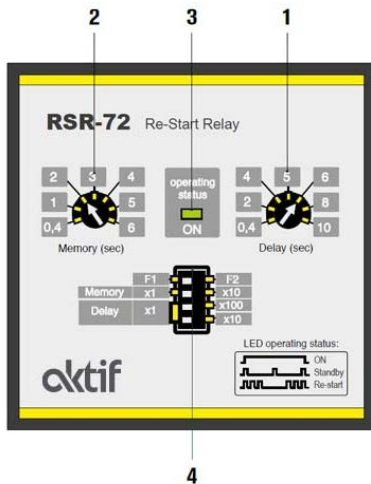 2 3 1
RSR-72 Re-Start Relay
2 3 4
1 5
0,4 6
Memory (sec)
operating
status
ON
4 5 6
2 8
0,4 10
Delay (sec)
F1 F2
Memory x1 x10
Delay x1 x100
x10
LED operating status:
ON
Standby
Re-start
aktif
4